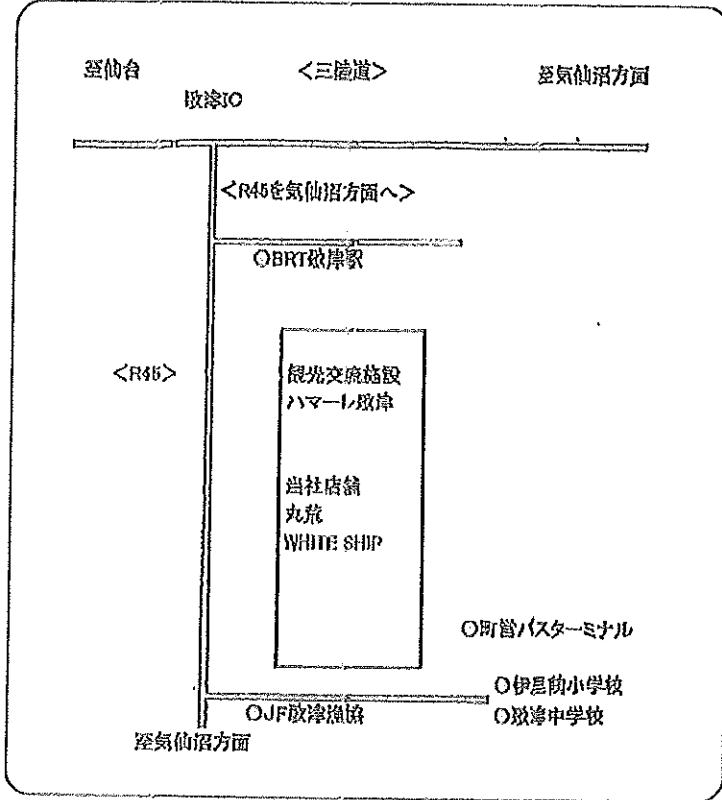 至仙台
<三陸道>
至気仙沼方面
歌津IC
<R45を気仙沼方面へ>
○BRT歌津駅
<R45>
観光交流施設
ハマーレ歌津
当社店舗
丸荒
WHITE SHIP
○町営バスターミナル
○伊里前小学校
○JF歌津漁協
○歌津中学校
至気仙沼方面